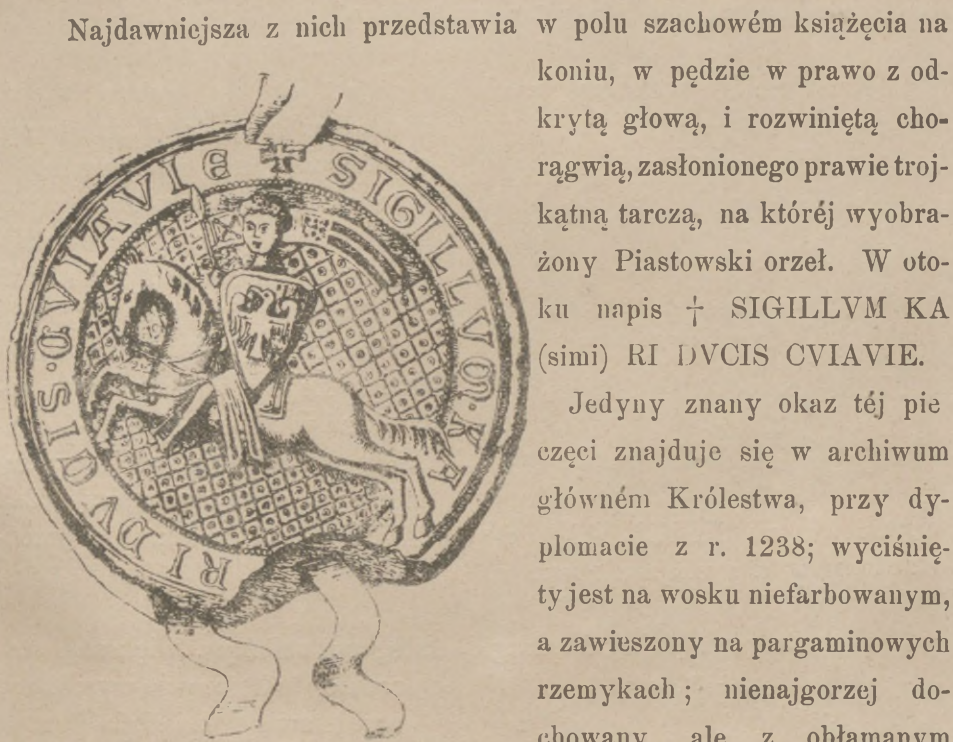 Najdawniejsza z nich przedstawia w polu szachowém książęcia na
koniu, w pędzie w prawo z od-
krytą głową, i rozwiniętą cho-
rągwią, zasłonionego prawie troj-
kątną tarczą, na któréj wyobra-
żony Piastowski orzeł. W oto-
ku napis † SIGILLVM KA
(simi) RI DVCIS CVIAVIE.
Jedyny znany okaz téj pie
częci znajduje się w archiwum
główném Królestwa, przy dy-
plomacie z r. 1238; wyciśnię-
ty jest na wosku niefarbowanym,
a zawieszony na pargaminowych
rzemykach; nienajgorzej do-
chowany, ale z obłamanym
✠ SIGILLVM · KA
RI DVCIS · CVIAVIE